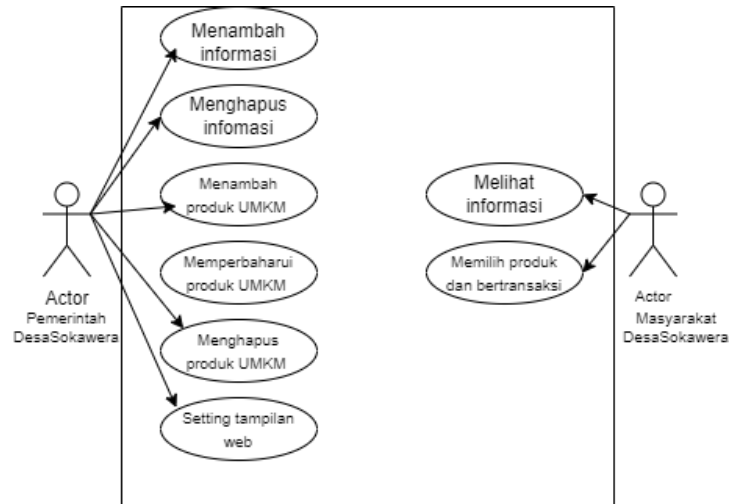 Menambah
informasi
Menghapus
infomasi
Menambah
produk UMKM
Memperbaharui
produk UMKM
Menghapus
produk UMKM
Setting tampilan
web
Melihat
informasi
Memilih produk
dan bertransaksi
Actor
Pemerintah
DesaSokawera
Actor
Masyarakat
DesaSokawera